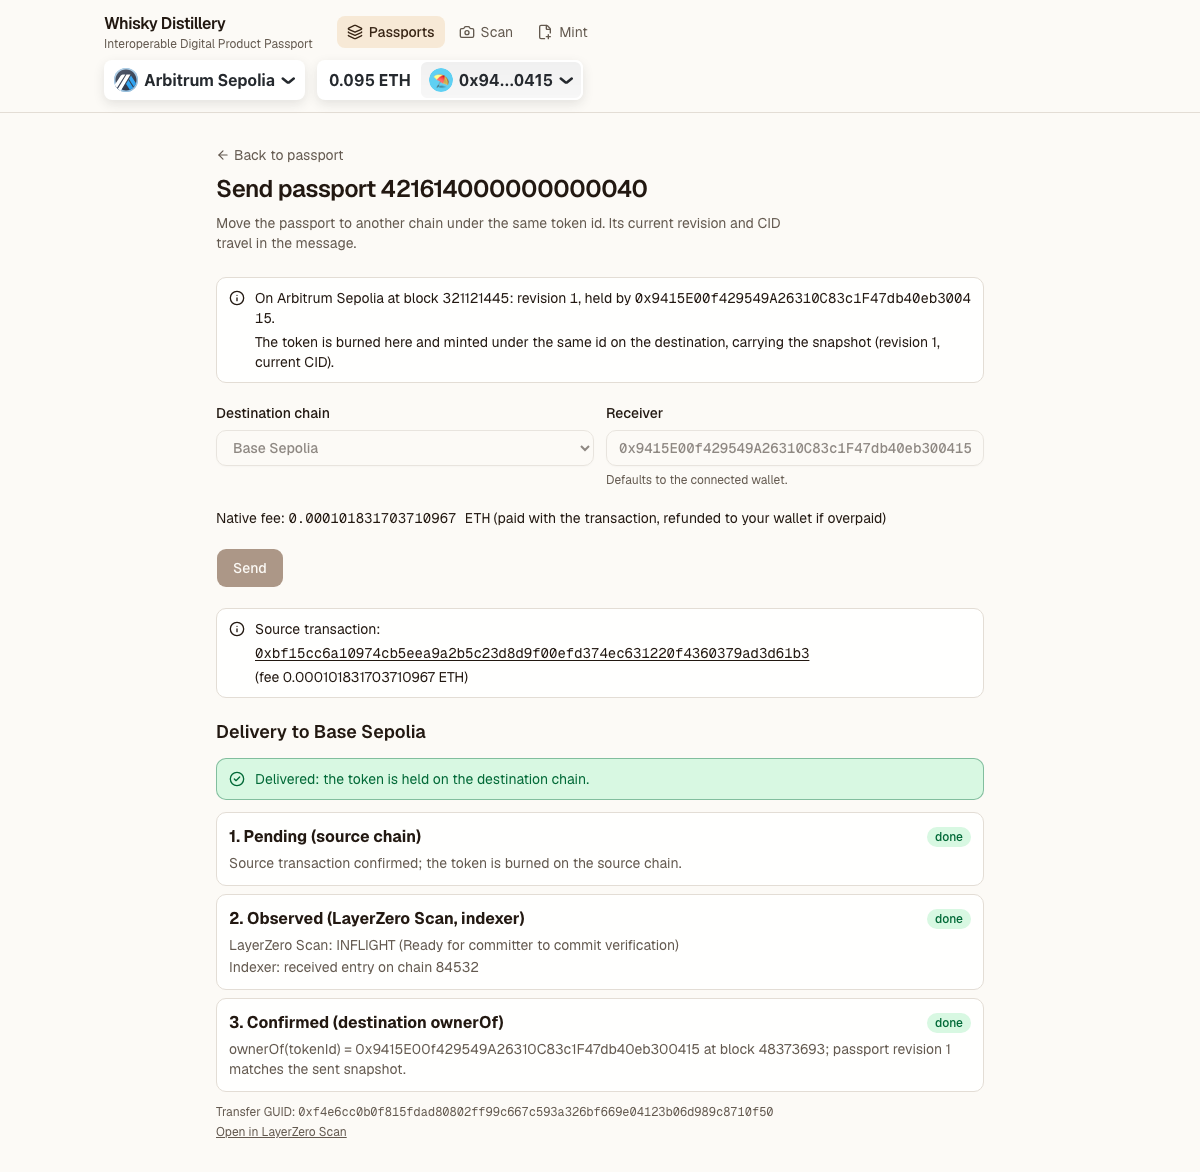 Whisky Distillery
Interoperable Digital Product Passport
Passports
Scan
Mint
Arbitrum Sepolia
0.095 ETH
0x94...0415
Back to passport
Send passport 421614000000000040
Move the passport to another chain under the same token id. Its current revision and CID
travel in the message.
On Arbitrum Sepolia at block 321121445: revision 1, held by 0x9415E00f429549A26310C83c1F47db40eb3004
15.
The token is burned here and minted under the same id on the destination, carrying the snapshot (revision 1,
current CID).
Destination chain
Receiver
Base Sepolia
0x9415E00f429549A26310C83c1F47db40eb300415
Defaults to the connected wallet.
Native fee: 0.000101831703710967 ETH (paid with the transaction, refunded to your wallet if overpaid)
Send
Source transaction:
0xbf15cc6a10974cb5eea9a2b5c23d8d9f00efd374ec631220f4360379ad3d61b3
(fee 0.000101831703710967 ETH)
Delivery to Base Sepolia
Delivered: the token is held on the destination chain.
1. Pending (source chain)
done
Source transaction confirmed; the token is burned on the source chain.
2. Observed (LayerZero Scan, indexer)
done
LayerZero Scan: INFLIGHT (Ready for committer to commit verification)
Indexer: received entry on chain 84532
3. Confirmed (destination ownerOf)
done
ownerOf(tokenId) = 0x9415E00f429549A26310C83c1F47db40eb300415 at block 48373693; passport revision 1
matches the sent snapshot.
Transfer GUID: 0xf4e6cc0b0f815fdad80802ff99c667c593a326bf669e04123b06d989c8710f50
Open in LayerZero Scan